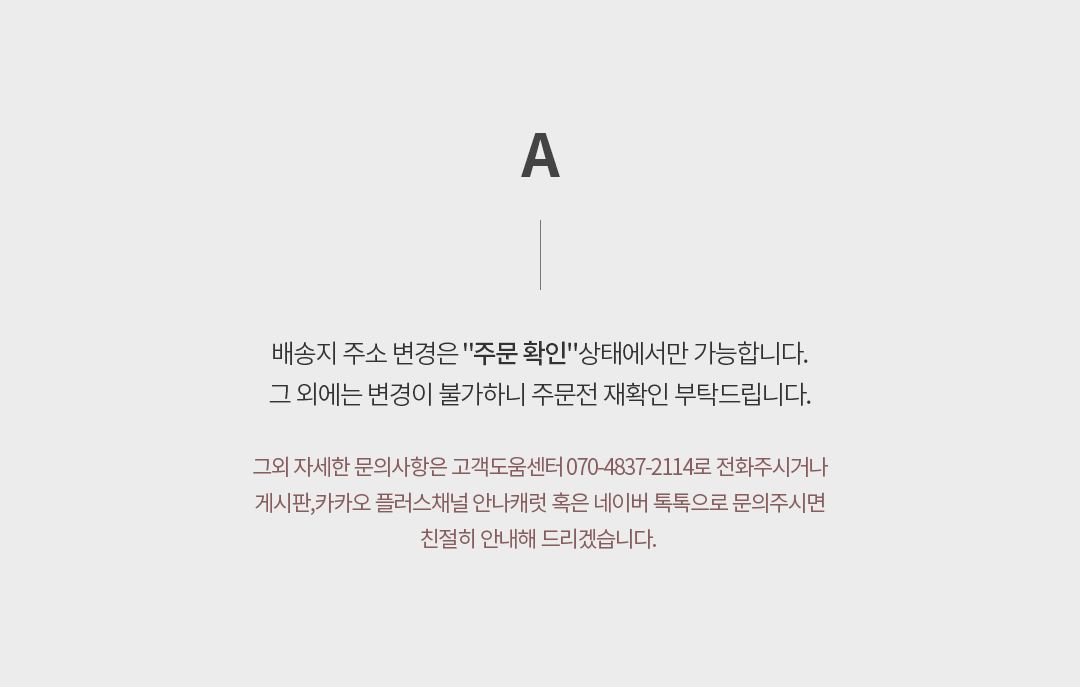 A
배송지 주소 변경은 "주문 확인"상태에서만 가능합니다.
그 외에는 변경이 불가하니 주문전 재확인 부탁드립니다.
그외 자세한 문의사항은 고객도움센터 070-4837-2114로 전화주시거나
게시판,카카오 플러스채널 안나캐럿 혹은 네이버 톡톡으로 문의주시면
친절히 안내해 드리겠습니다.